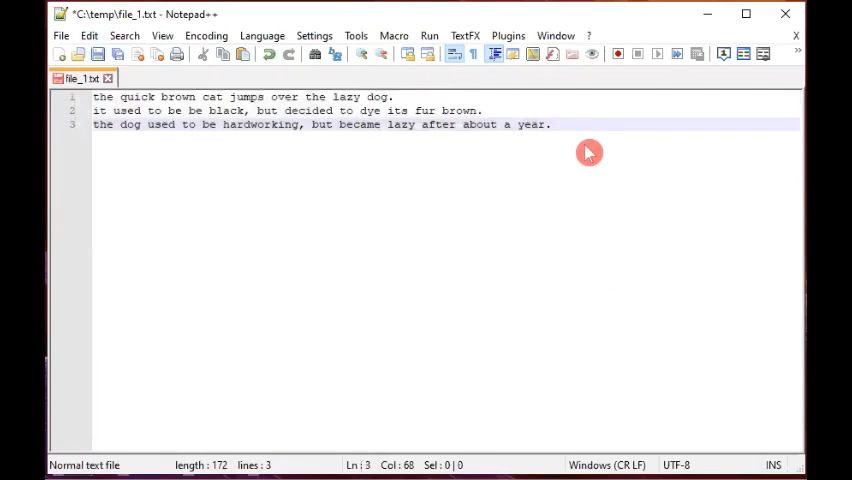 *C:\temp\file_1.txt - Notepad++
File Edit Search View Encoding Language Settings Tools Macro Run TextFX Plugins Window ? X
file_1.txt
1 the quick brown cat jumps over the lazy dog.
2 it used to be be black, but decided to dye its fur brown.
3 the dog used to be hardworking, but became lazy after about a year.
Normal text file length : 172 lines : 3 Ln : 3 Col : 68 Sel : 0 | 0 Windows (CR LF) UTF-8 INS